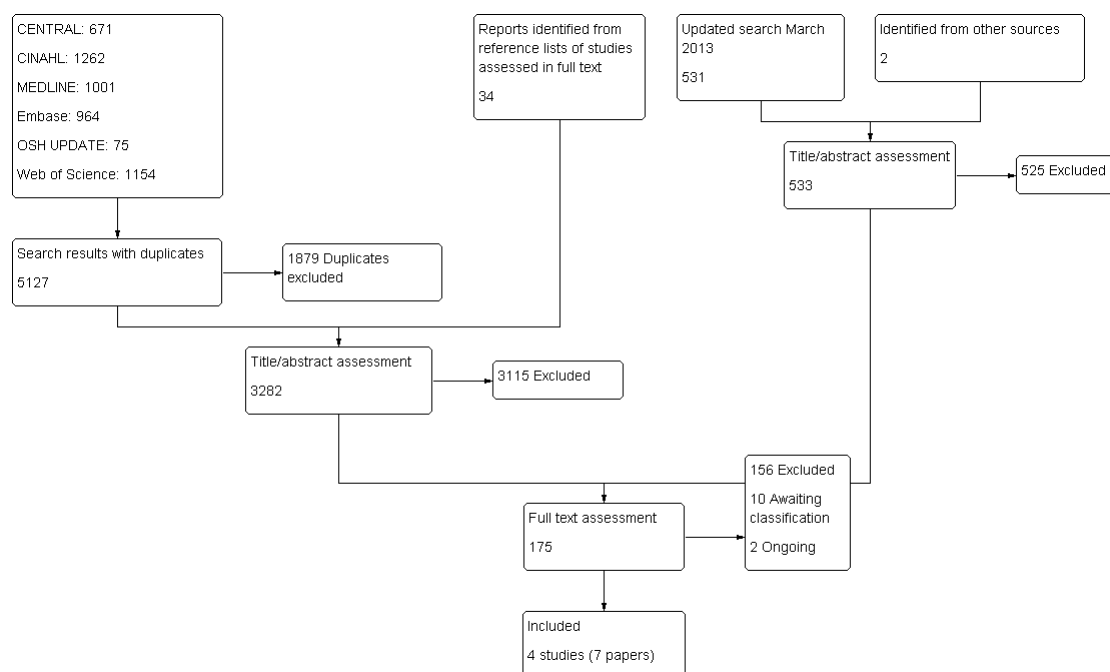 CENTRAL: 671
CINAHL: 1262
MEDLINE: 1001
Embase: 964
OSH UPDATE: 75
Web of Science: 1154
Reports identified from
reference lists of studies
assessed in full text
34
Updated search March
2013
531
Identified from other sources
2
Title/abstract assessment
533
525 Excluded
Search results with duplicates
5127
1879 Duplicates
excluded
Title/abstract assessment
3282
3115 Excluded
156 Excluded
10 Awaiting
classification
2 Ongoing
Full text assessment
175
Included
4 studies (7 papers)